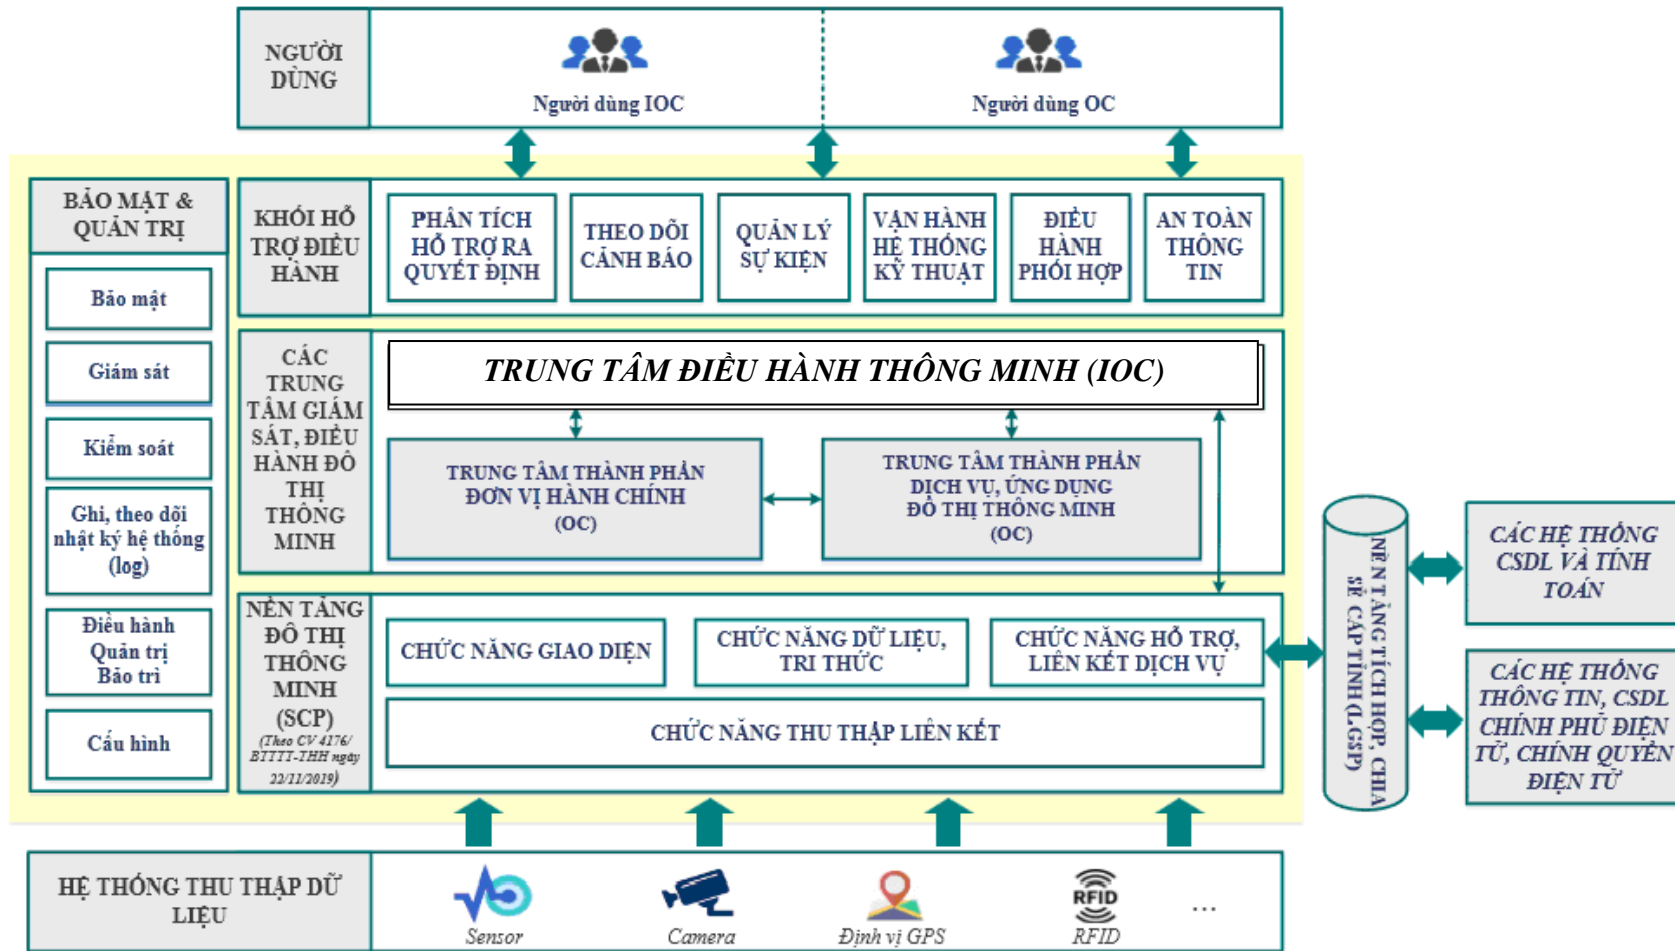 NGƯỜI
DÙNG
Người dùng IOC
Người dùng OC
BẢO MẬT &
QUẢN TRỊ
Bảo mật
Giám sát
Kiểm soát
Ghi, theo dõi
nhật ký hệ thống
(log)
Điều hành
Quản trị
Bảo trì
Cấu hình
KHỐI HỖ
TRỢ ĐIỀU
HÀNH
PHÂN TÍCH
HỖ TRỢ RA
QUYẾT ĐỊNH
THEO DÕI
CẢNH BÁO
QUẢN LÝ
SỰ KIỆN
VẬN HÀNH
HỆ THỐNG
KỸ THUẬT
ĐIỀU
HÀNH
PHỐI HỢP
AN TOÀN
THÔNG
TIN
CÁC
TRUNG
TÂM GIÁM
SÁT, ĐIỀU
HÀNH ĐÔ
THỊ
THÔNG
MINH
TRUNG TÂM ĐIỀU HÀNH THÔNG MINH (IOC)
TRUNG TÂM THÀNH PHẦN
ĐƠN VỊ HÀNH CHÍNH
(OC)
TRUNG TÂM THÀNH PHẦN
DỊCH VỤ, ỨNG DỤNG
ĐÔ THỊ THÔNG MINH
(OC)
NỀN TẢNG
ĐÔ THỊ
THÔNG
MINH
(SCP)
(Theo CV 4176/
BTTTT-THH ngày
22/11/2019)
CHỨC NĂNG GIAO DIỆN
CHỨC NĂNG DỮ LIỆU,
TRI THỨC
CHỨC NĂNG HỖ TRỢ,
LIÊN KẾT DỊCH VỤ
CHỨC NĂNG THU THẬP LIÊN KẾT
NỀN TẢNG TÍCH HỢP, CHIA
SẺ CẤP TỈNH (LGSP)
CÁC HỆ THỐNG
CSDL VÀ TÍNH
TOÁN
CÁC HỆ THỐNG
THÔNG TIN, CSDL
CHÍNH PHỦ ĐIỆN
TỬ, CHÍNH QUYỀN
ĐIỆN TỬ
HỆ THỐNG THU THẬP DỮ
LIỆU
Sensor
Camera
Định vị GPS
RFID
RFID
...